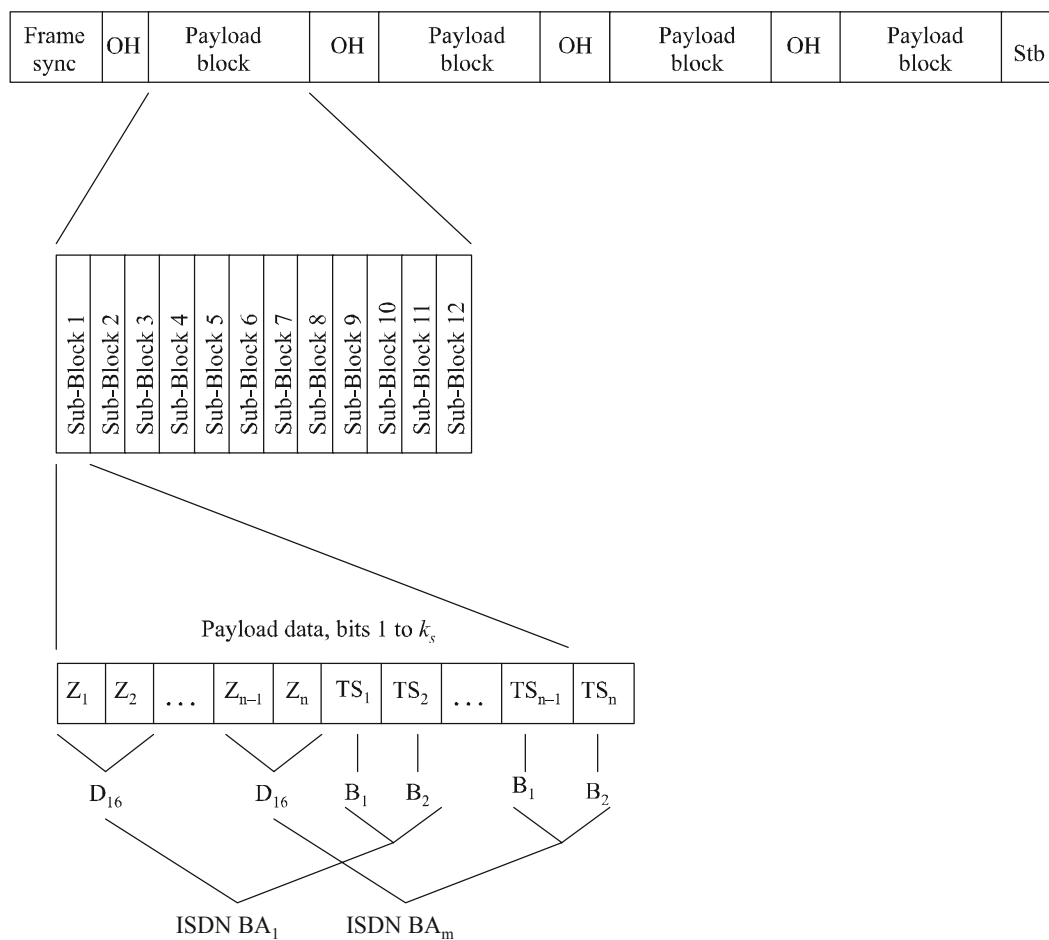 Frame sync OH Payload block OH Payload block OH Payload block OH Payload block Stb
Sub-Block 1
Sub-Block 2
Sub-Block 3
Sub-Block 4
Sub-Block 5
Sub-Block 6
Sub-Block 7
Sub-Block 8
Sub-Block 9
Sub-Block 10
Sub-Block 11
Sub-Block 12
Payload data, bits 1 to kₛ
Z₁ Z₂ ... Zₙ₋₁ Zₙ TS₁ TS₂ ... TSₙ₋₁ TSₙ
D₁₆ D₁₆ B₁ B₂ B₁ B₂
ISDN BA₁ ISDN BAₘ